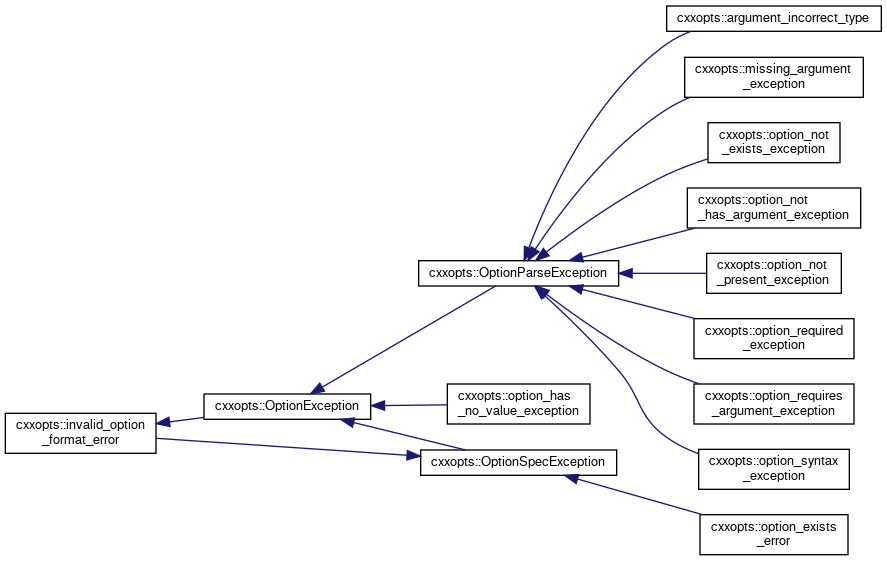 cxxopts::argument_incorrect_type
cxxopts::missing_argument
_exception
cxxopts::option_not
_exists_exception
cxxopts::option_not
_has_argument_exception
cxxopts::OptionParseException
cxxopts::option_not
_present_exception
cxxopts::option_required
_exception
cxxopts::OptionException
cxxopts::option_has
_no_value_exception
cxxopts::option_requires
_argument_exception
cxxopts::invalid_option
_format_error
cxxopts::OptionSpecException
cxxopts::option_syntax
_exception
cxxopts::option_exists
_error